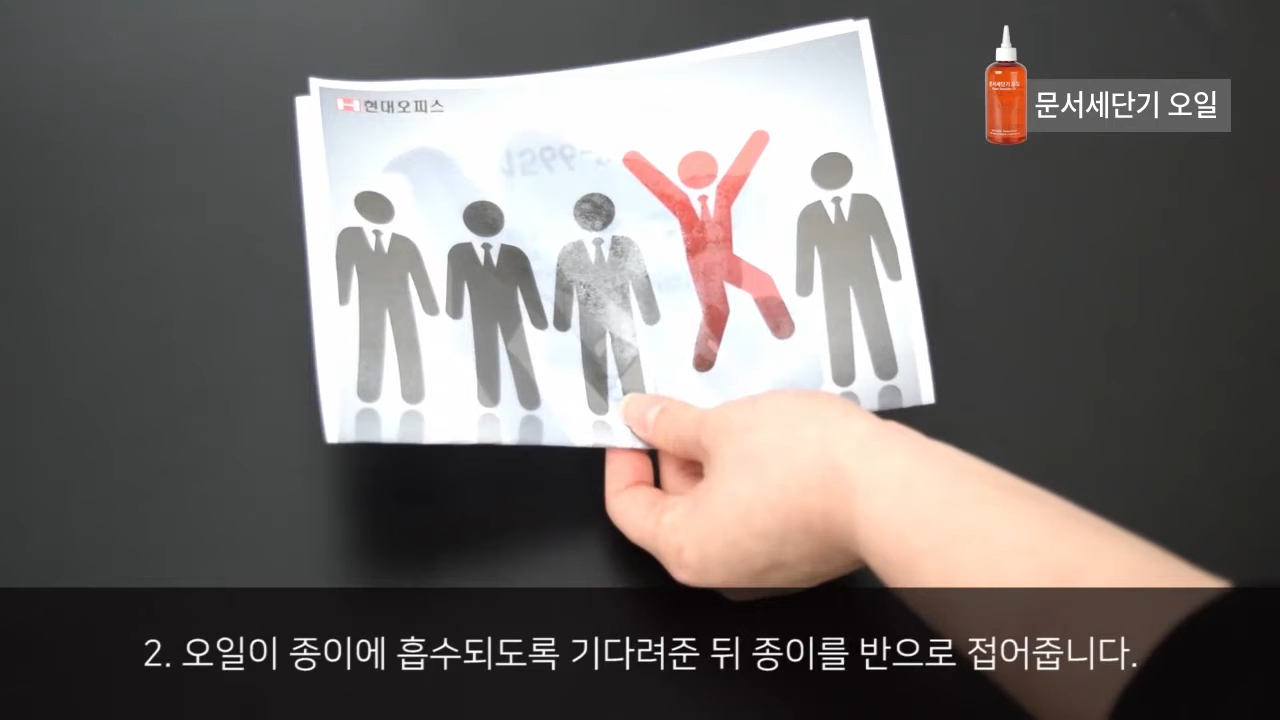 현대오피스
문서세단기 오일
2. 오일이 종이에 흡수되도록 기다려준 뒤 종이를 반으로 접어줍니다.